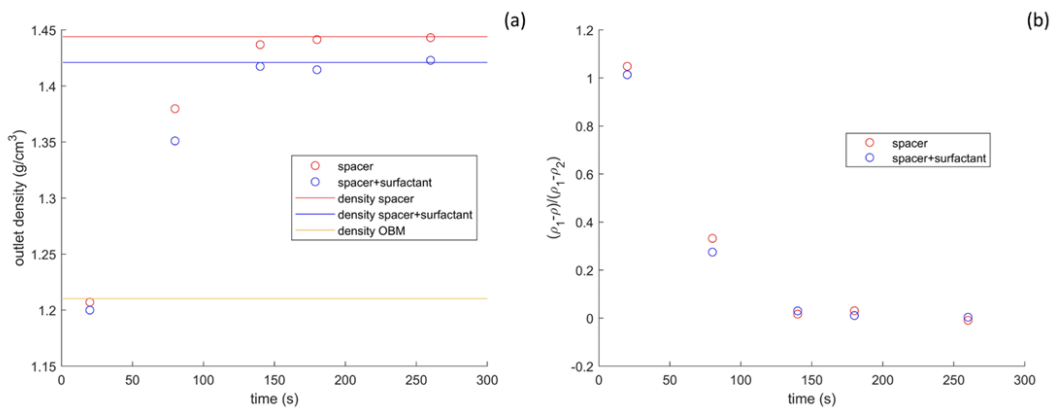 (a)
1.45
1.4
1.35
1.3
1.25
1.2
1.15
outlet density (g/cm³)
0
50
100
150
200
250
300
time (s)
spacer
spacer+surfactant
density spacer
density spacer+surfactant
density OBM
(b)
1.2
1
0.8
0.6
0.4
0.2
0
-0.2
(ρ₁-ρ)/(ρ₁-ρ₂)
0
50
100
150
200
250
300
time (s)
spacer
spacer+surfactant